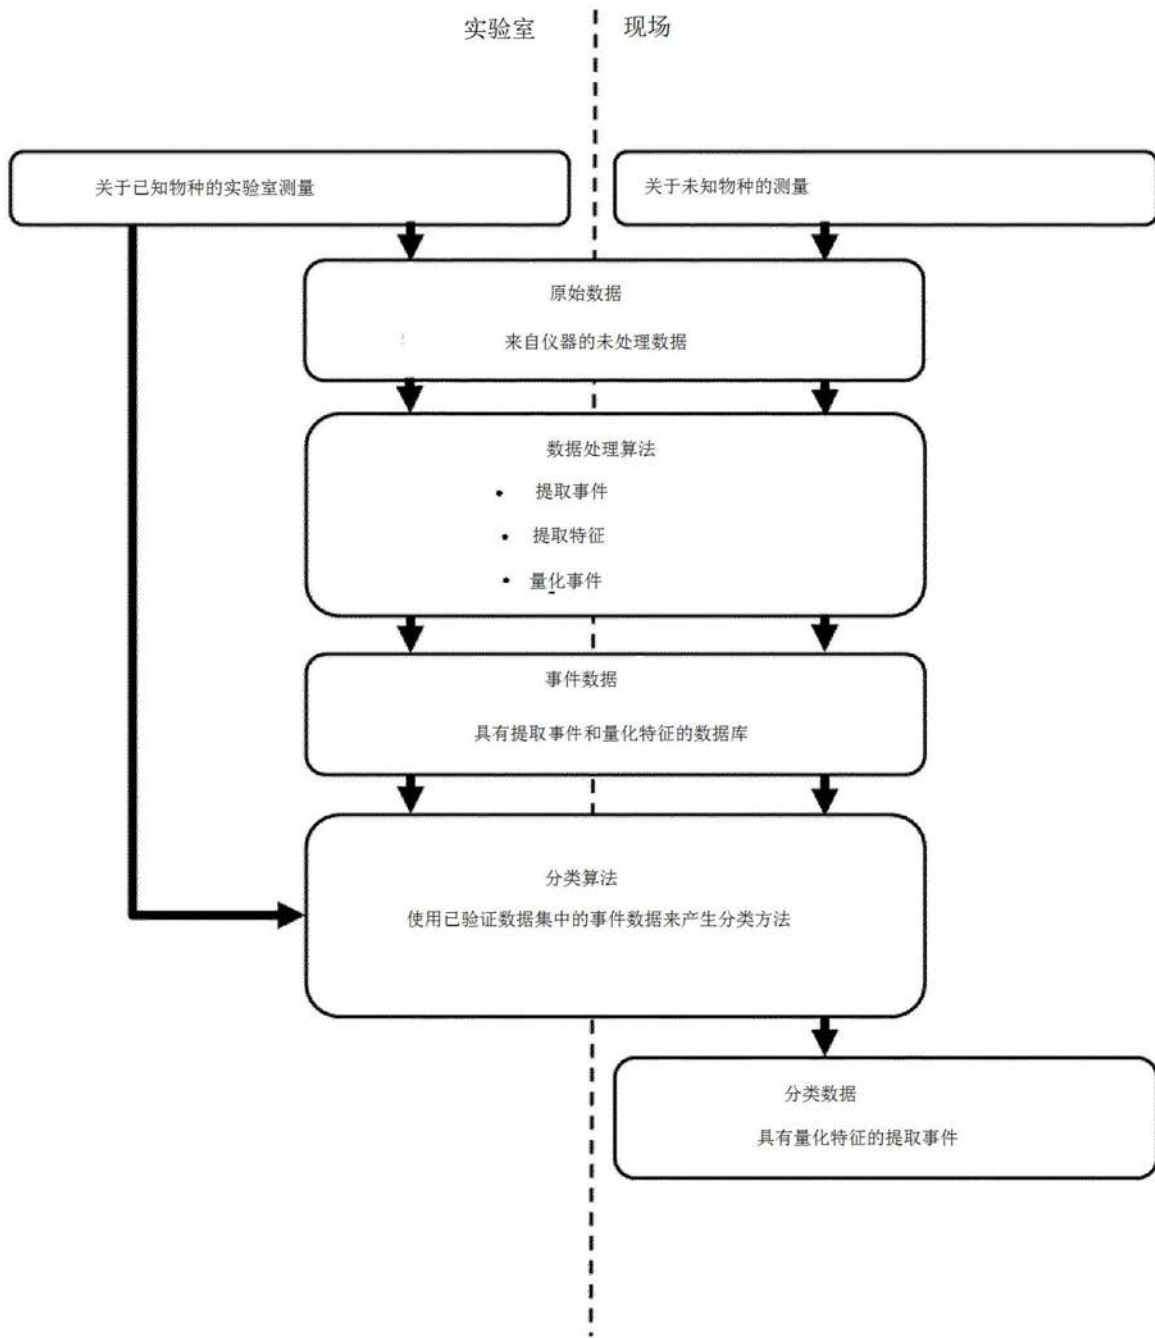 实验室
现场
关于已知物种的实验室测量
关于未知物种的测量
原始数据
来自仪器的未处理数据
数据处理算法
• 提取事件
• 提取特征
• 量化事件
事件数据
具有提取事件和量化特征的数据库
分类算法
使用已验证数据集中的事件数据来产生分类方法
分类数据
具有量化特征的提取事件